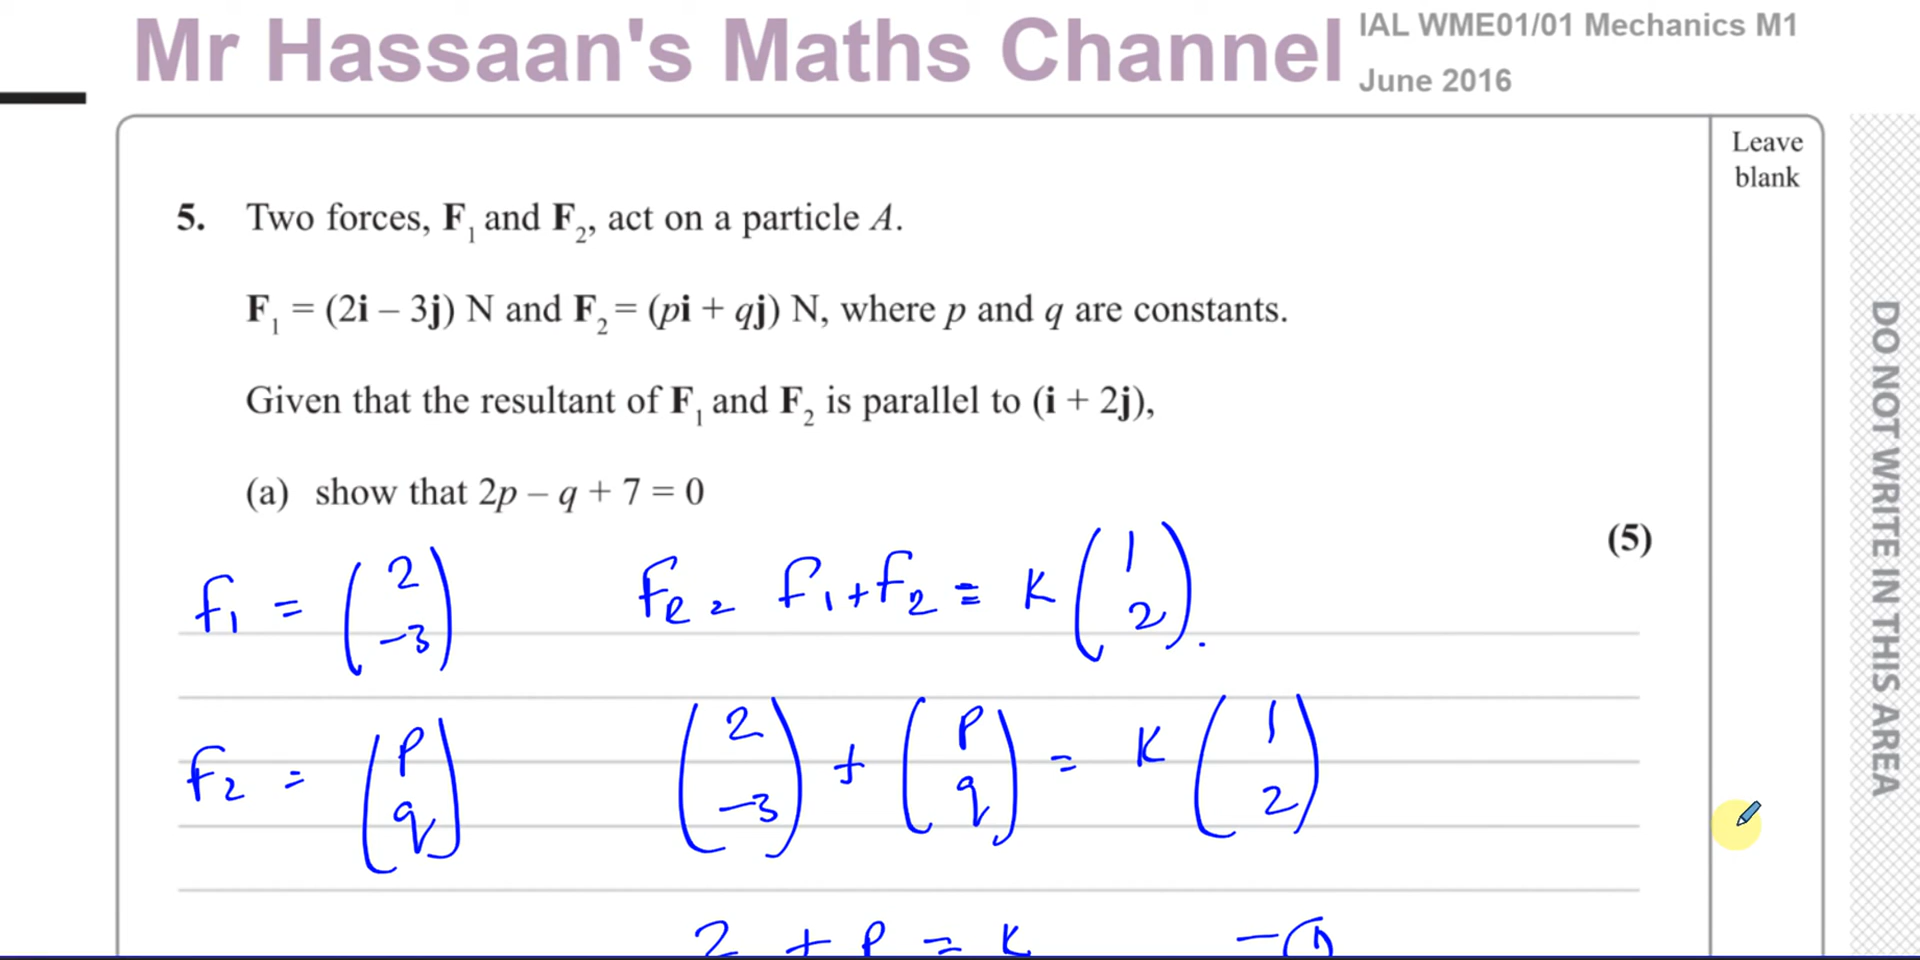 Mr Hassaan's Maths Channel
IAL WME01/01 Mechanics M1
June 2016
Leave
blank
5. Two forces, F₁ and F₂, act on a particle A.
F₁ = (2i – 3j) N and F₂ = (pi + qj) N, where p and q are constants.
Given that the resultant of F₁ and F₂ is parallel to (i + 2j),
(a) show that 2p – q + 7 = 0
(5)
F₁ = (2 -3)
F_R = F₁ + F₂ = K (1 2).
F₂ = (p q)
(2 -3) + (p q) = K (1 2)
2 + p = K — ①
DO NOT WRITE IN THIS AREA